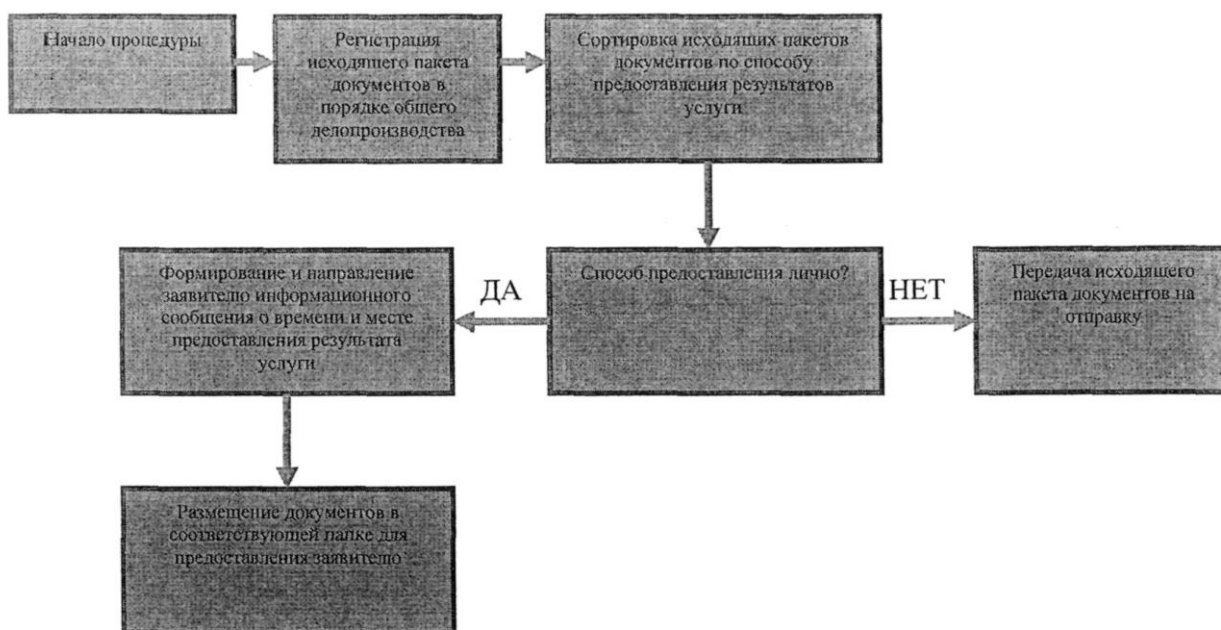 Начало процедуры
Регистрация
исходящего пакета
документов в
порядке общего
делопроизводства
Сортировка исходящих пакетов
документов по способу
предоставления результатов
услуги
Формирование и направление
заявителю информационного
сообщения о времени и месте
предоставления результата
услуги
ДА
Способ предоставления лично?
НЕТ
Передача исходящего
пакета документов на
отправку
Размещение документов в
соответствующей папке для
предоставления заявителю